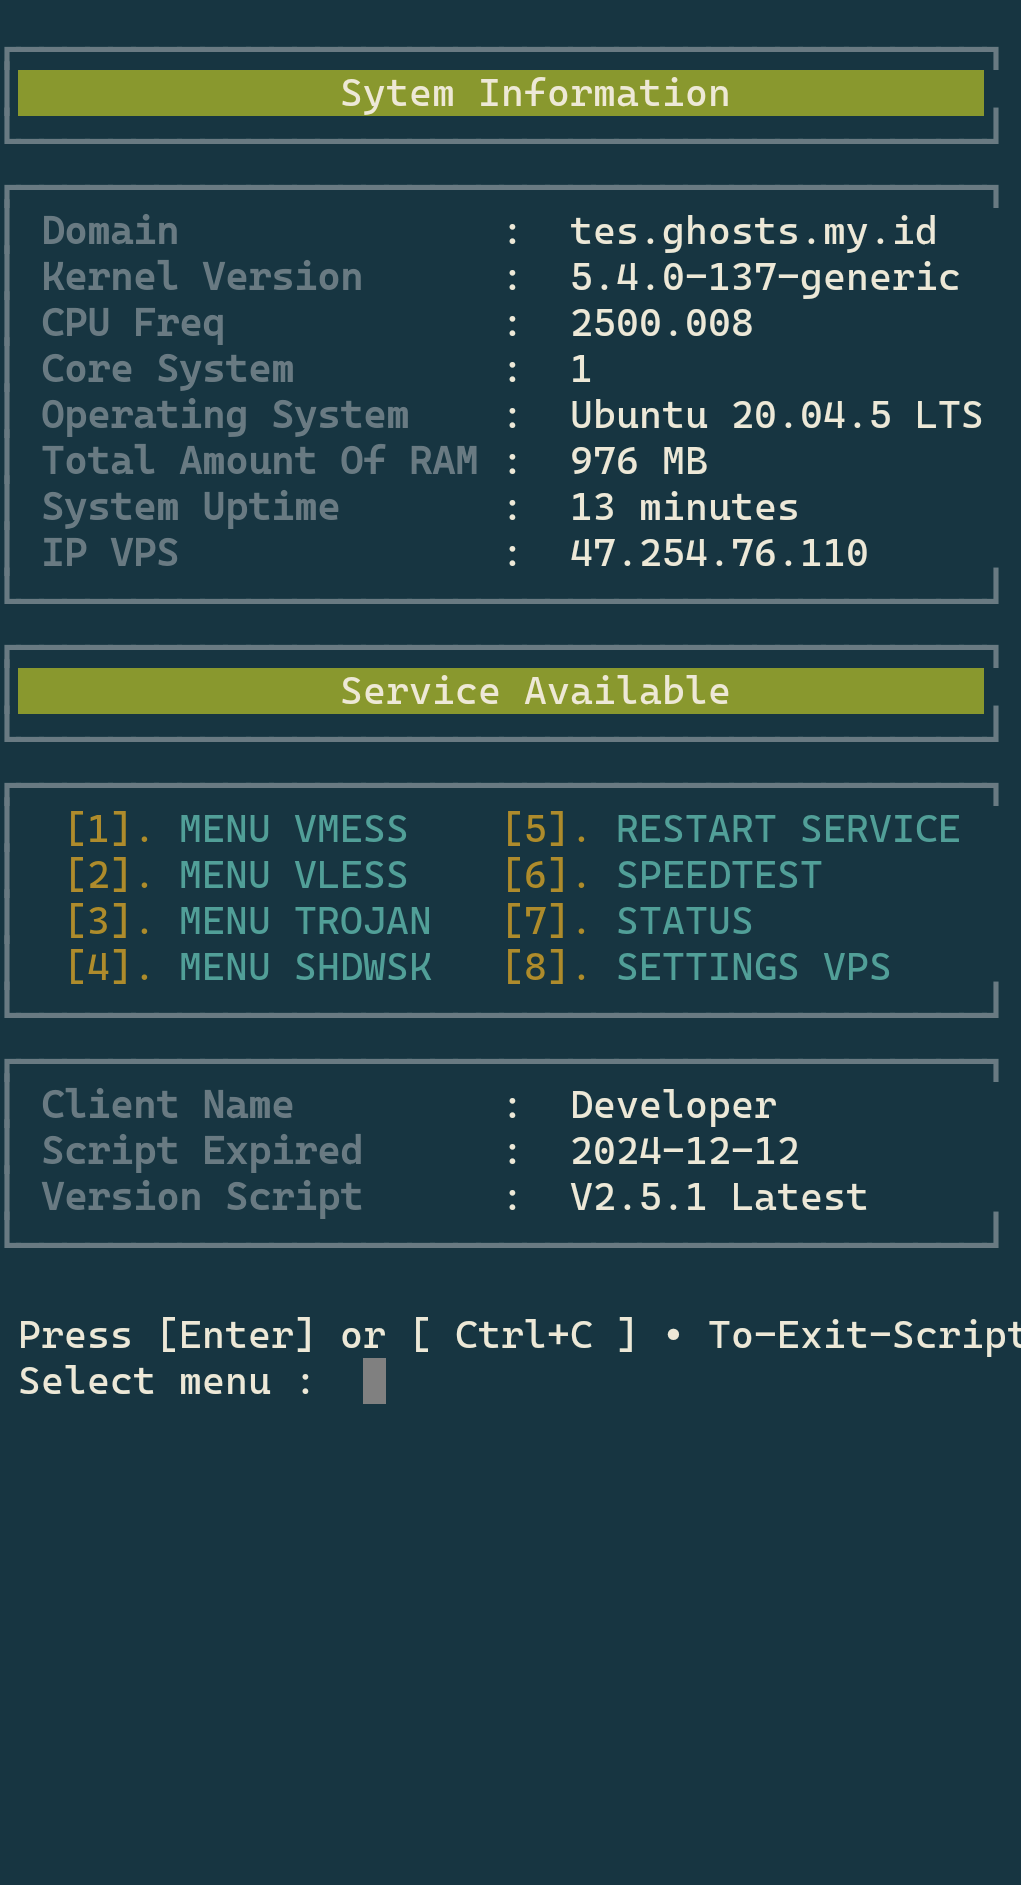 Sytem Information
Domain : tes.ghosts.my.id
Kernel Version : 5.4.0-137-generic
CPU Freq : 2500.008
Core System : 1
Operating System : Ubuntu 20.04.5 LTS
Total Amount Of RAM : 976 MB
System Uptime : 13 minutes
IP VPS : 47.254.76.110
Service Available
[1]. MENU VMESS [5]. RESTART SERVICE
[2]. MENU VLESS [6]. SPEEDTEST
[3]. MENU TROJAN [7]. STATUS
[4]. MENU SHDWSK [8]. SETTINGS VPS
Client Name : Developer
Script Expired : 2024-12-12
Version Script : V2.5.1 Latest
Press [Enter] or [ Ctrl+C ] • To-Exit-Script
Select menu :